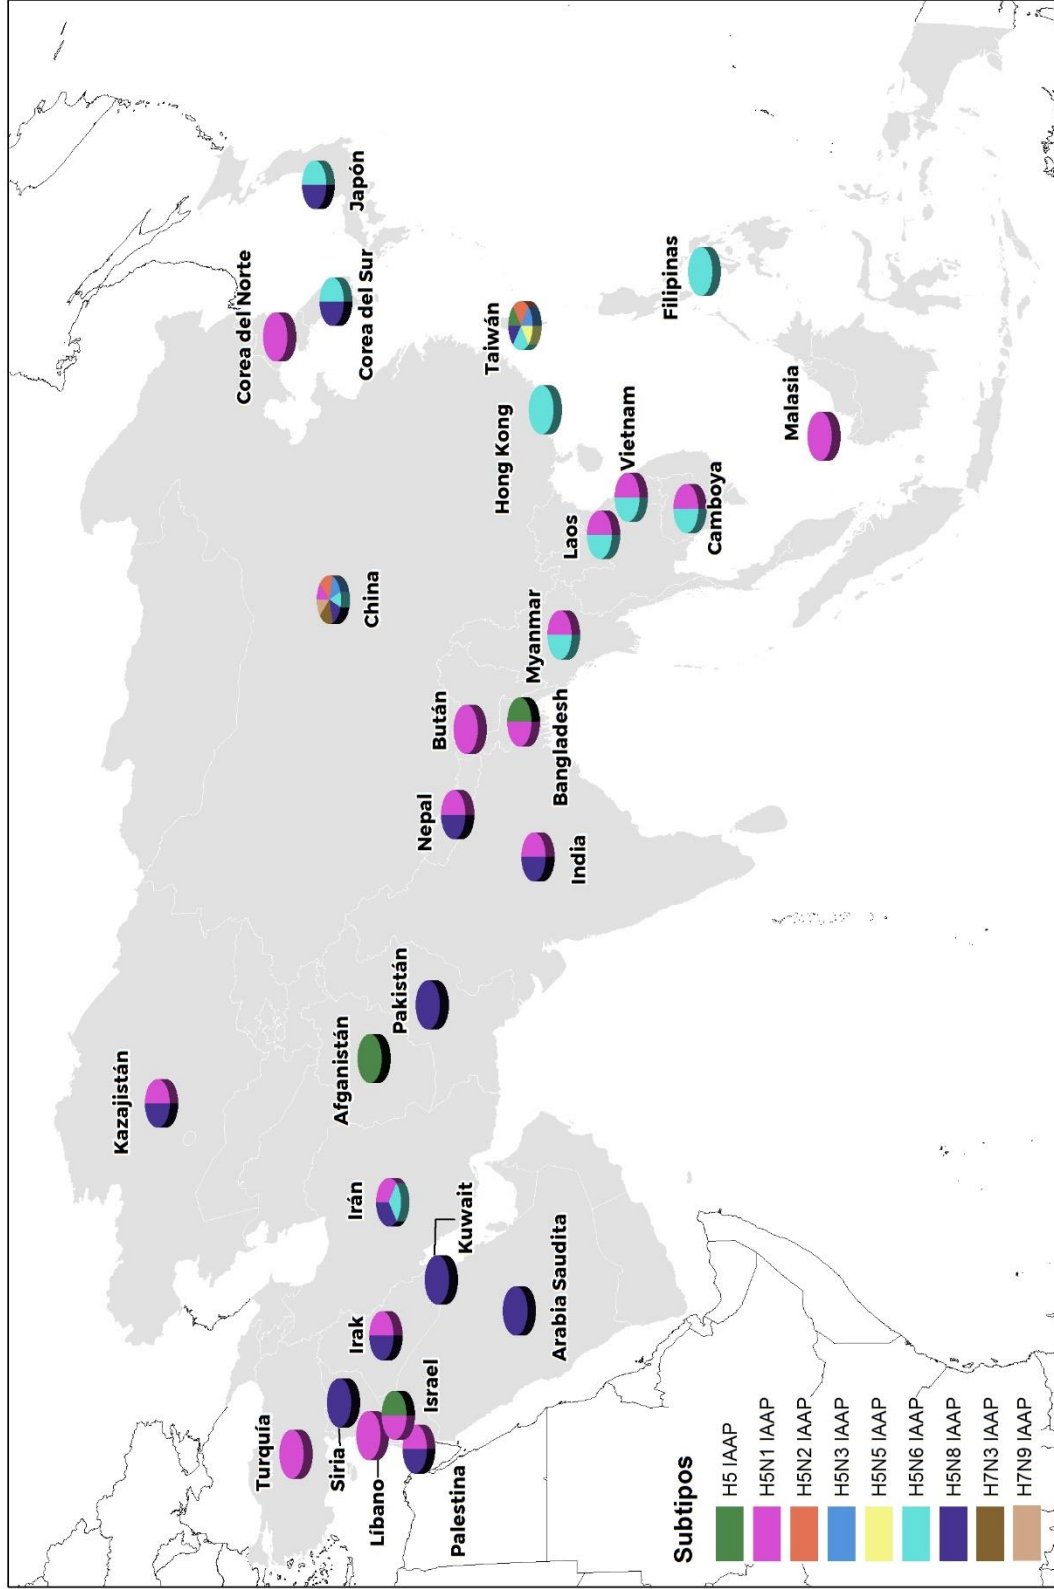 Kazajistán
Turquía
Siria
Líbano
Palestina
Israel
Irak
Irán
Kuwait
Arabia Saudita
Afganistán
Pakistán
Nepal
India
Bután
Bangladesh
Myanmar
China
Corea del Norte
Corea del Sur
Japón
Taiwán
Hong Kong
Laos
Vietnam
Camboya
Filipinas
Malasia
Subtipos
H5 IAAP
H5N1 IAAP
H5N2 IAAP
H5N3 IAAP
H5N5 IAAP
H5N6 IAAP
H5N8 IAAP
H7N3 IAAP
H7N9 IAAP